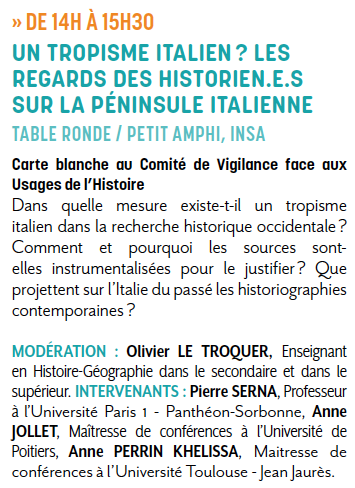 » DE 14H À 15H30
UN TROPISME ITALIEN ? LES
REGARDS DES HISTORIEN.E.S
SUR LA PÉNINSULE ITALIENNE
TABLE RONDE / PETIT AMPHI, INSA
Carte blanche au Comité de Vigilance face aux
Usages de l'Histoire
Dans quelle mesure existe-t-il un tropisme
italien dans la recherche historique occidentale ?
Comment et pourquoi les sources sont-
elles instrumentalisées pour le justifier ? Que
projettent sur l'Italie du passé les historiographies
contemporaines ?
MODÉRATION : Olivier LE TROQUER, Enseignant
en Histoire-Géographie dans le secondaire et dans le
supérieur. INTERVENANTS : Pierre SERNA, Professeur
à l'Université Paris 1 - Panthéon-Sorbonne, Anne
JOLLET, Maîtresse de conférences à l'Université de
Poitiers, Anne PERRIN KHELISSA, Maitresse de
conférences à l'Université Toulouse - Jean Jaurès.